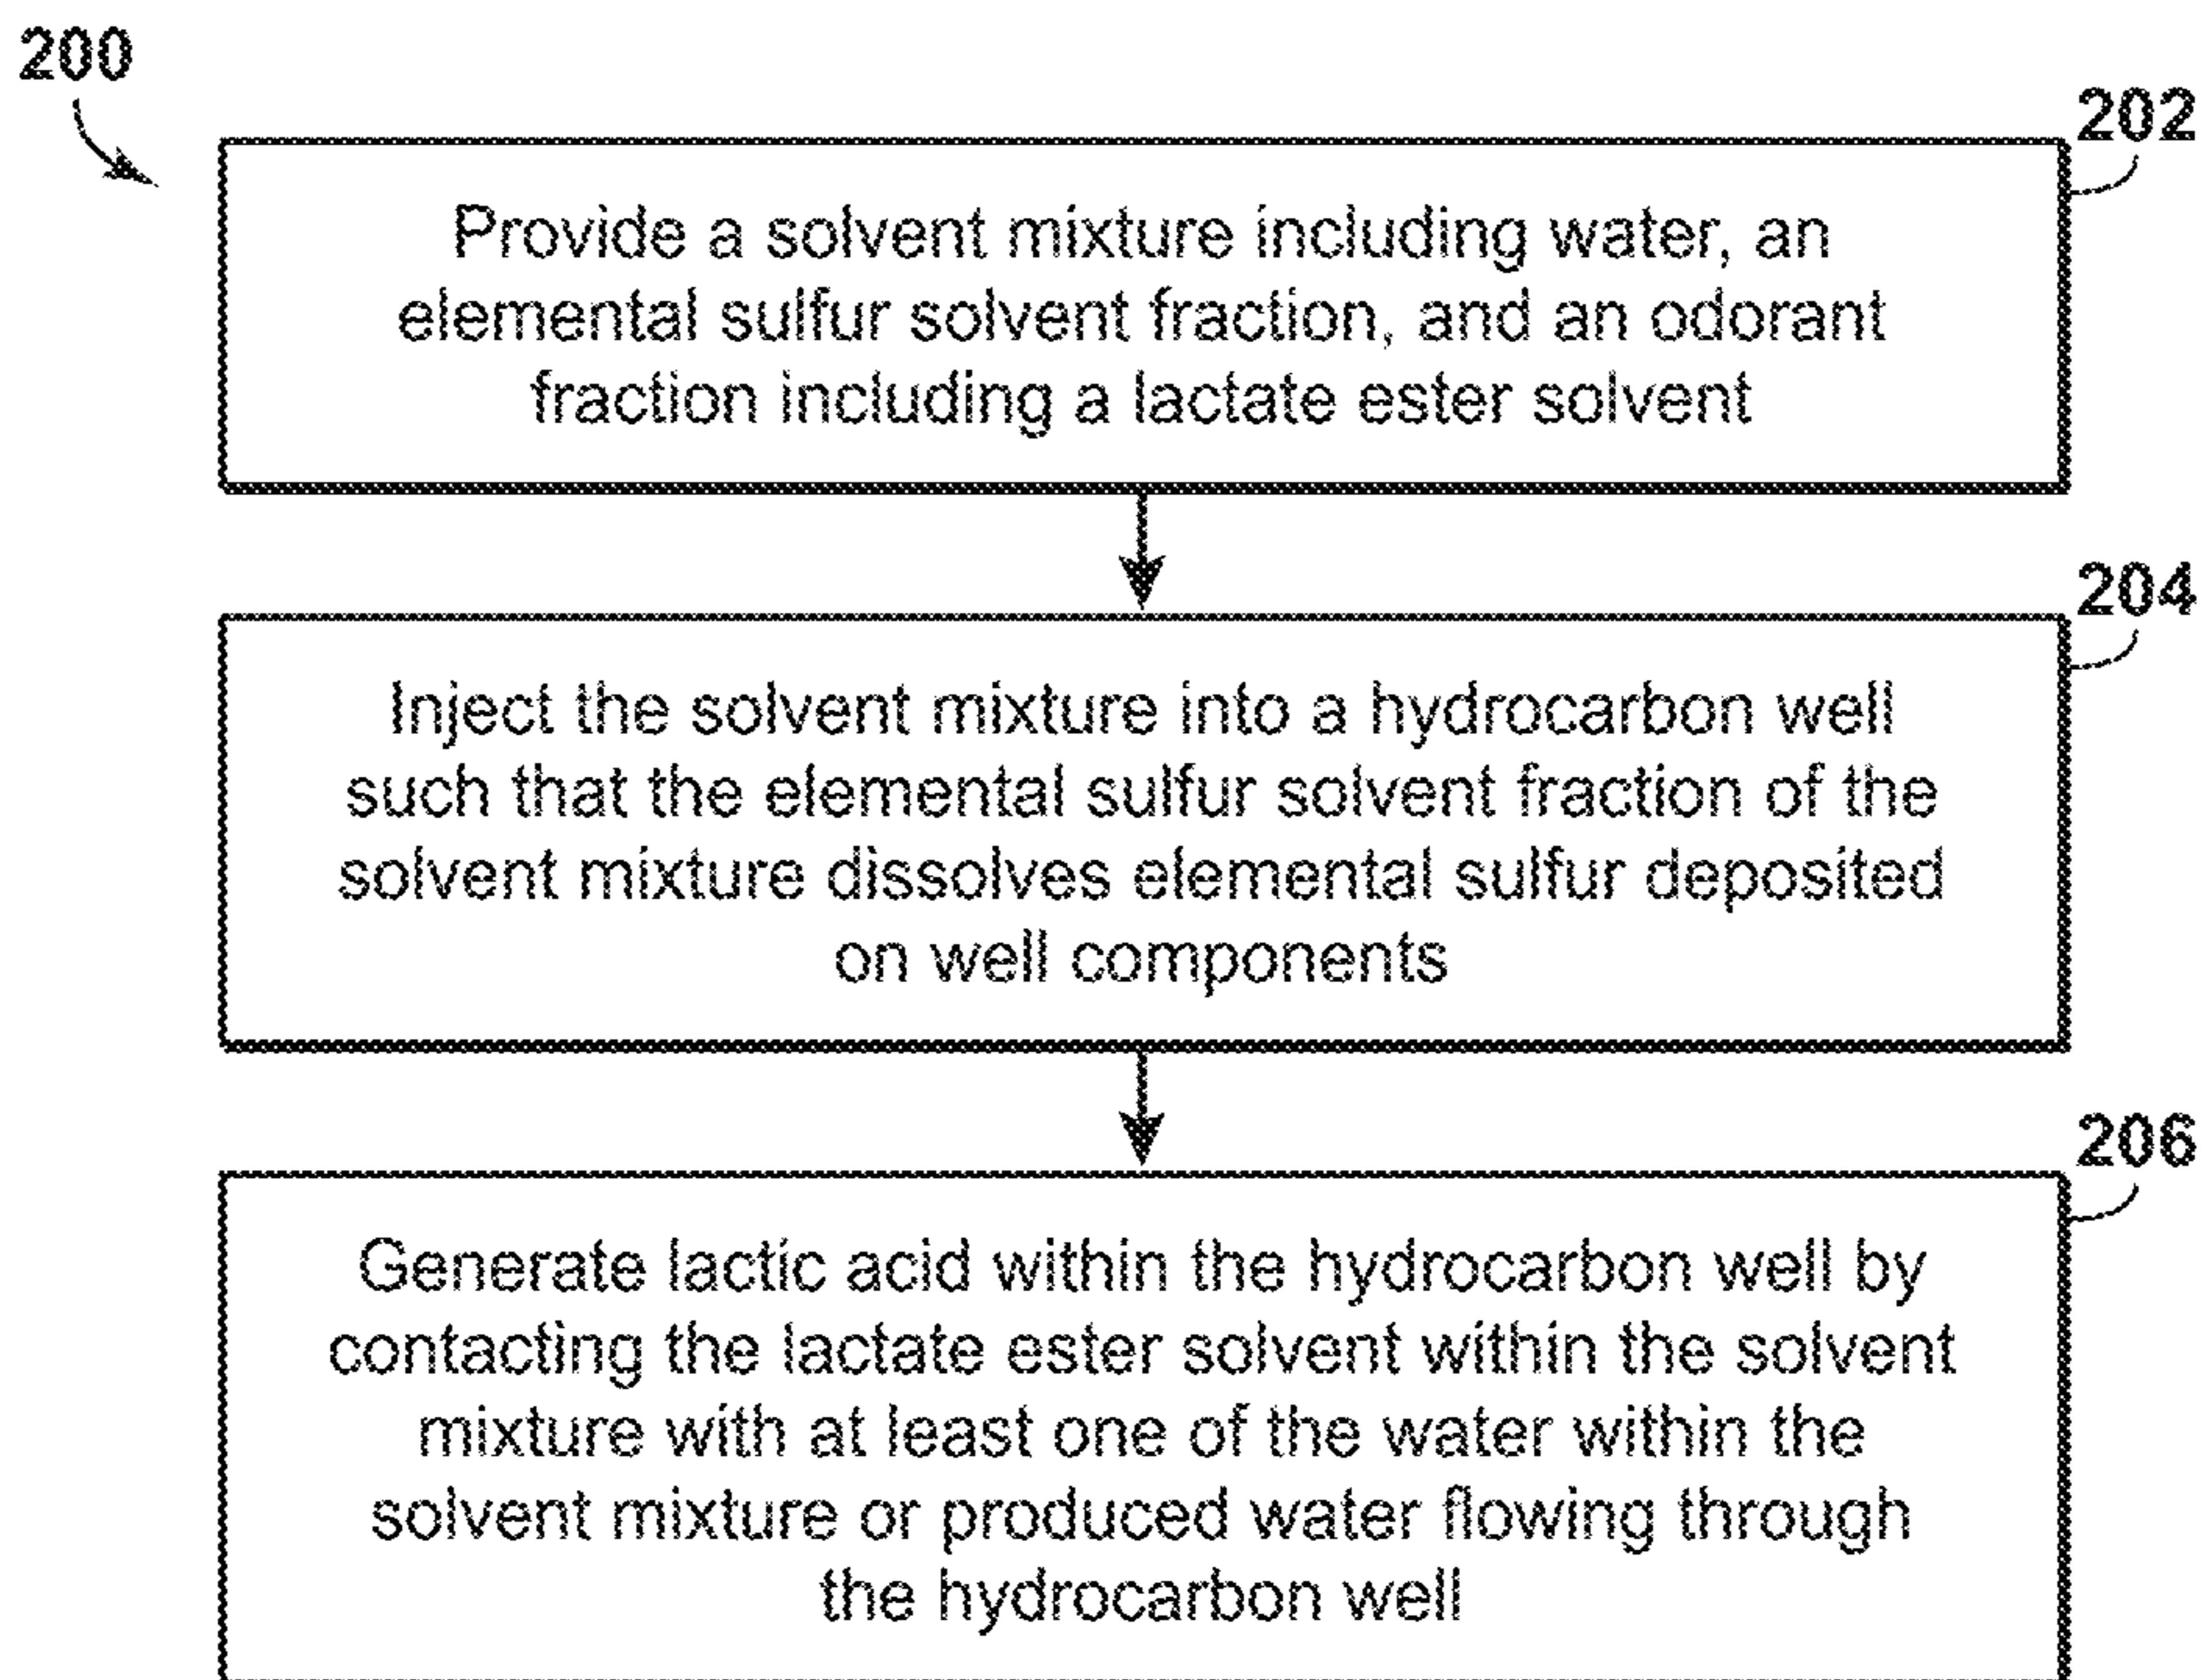 200
202
Provide a solvent mixture including water, an
elemental sulfur solvent fraction, and an odorant
fraction including a lactate ester solvent
204
Inject the solvent mixture into a hydrocarbon well
such that the elemental sulfur solvent fraction of the
solvent mixture dissolves elemental sulfur deposited
on well components
206
Generate lactic acid within the hydrocarbon well by
contacting the lactate ester solvent within the solvent
mixture with at least one of the water within the
solvent mixture or produced water flowing through
the hydrocarbon well